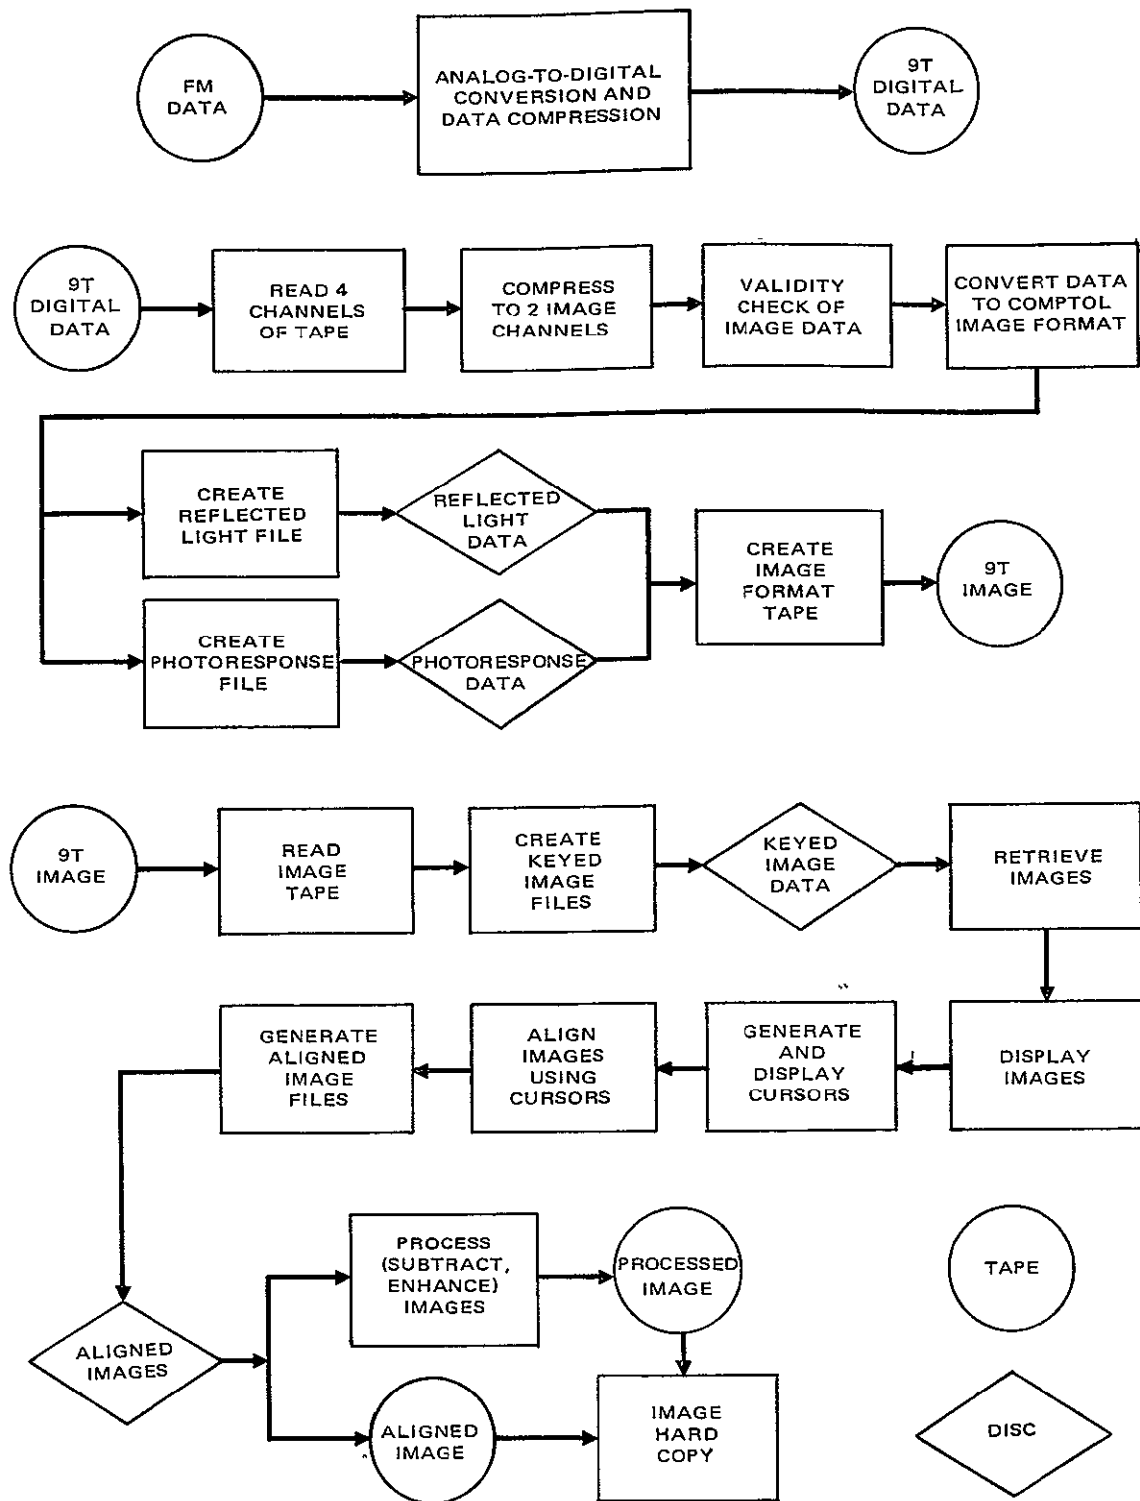 FM
DATA
ANALOG-TO-DIGITAL
CONVERSION AND
DATA COMPRESSION
9T
DIGITAL
DATA
9T
DIGITAL
DATA
READ 4
CHANNELS
OF TAPE
COMPRESS
TO 2 IMAGE
CHANNELS
VALIDITY
CHECK OF
IMAGE DATA
CONVERT DATA
TO COMPTOL
IMAGE FORMAT
CREATE
REFLECTED
LIGHT FILE
REFLECTED
LIGHT
DATA
CREATE
PHOTORESPONSE
FILE
PHOTORESPONSE
DATA
CREATE
IMAGE
FORMAT
TAPE
9T
IMAGE
9T
IMAGE
READ
IMAGE
TAPE
CREATE
KEYED
IMAGE
FILES
KEYED
IMAGE
DATA
RETRIEVE
IMAGES
DISPLAY
IMAGES
GENERATE
AND
DISPLAY
CURSORS
ALIGN
IMAGES
USING
CURSORS
GENERATE
ALIGNED
IMAGE
FILES
ALIGNED
IMAGES
PROCESS
(SUBTRACT,
ENHANCE)
IMAGES
PROCESSED
IMAGE
ALIGNED
IMAGE
IMAGE
HARD
COPY
TAPE
DISC